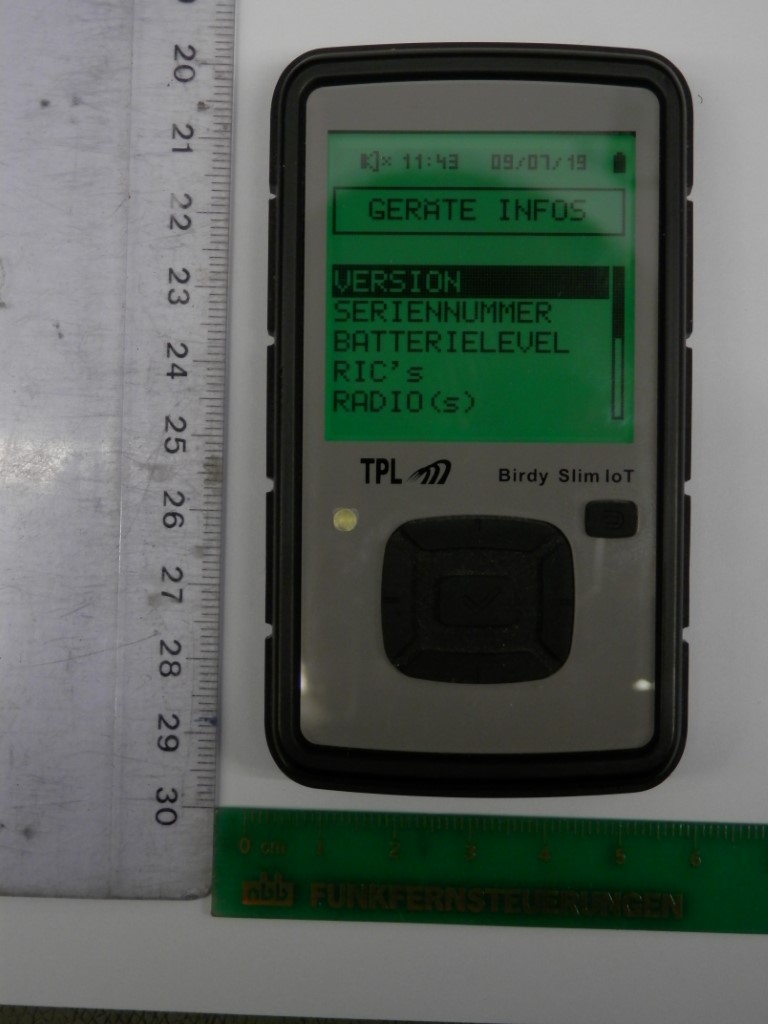 20
21
22
23
24
25
26
27
28
29
30
11:43 09/07/19
GERÄTE INFOS
VERSION
SERIENNUMMER
BATTERIELEVEL
RIC's
RADIO(s)
TPL
Birdy Slim IoT
0 cm 1 2 3 4 5 6
hbb FUNKFERNSTEUERUNGEN